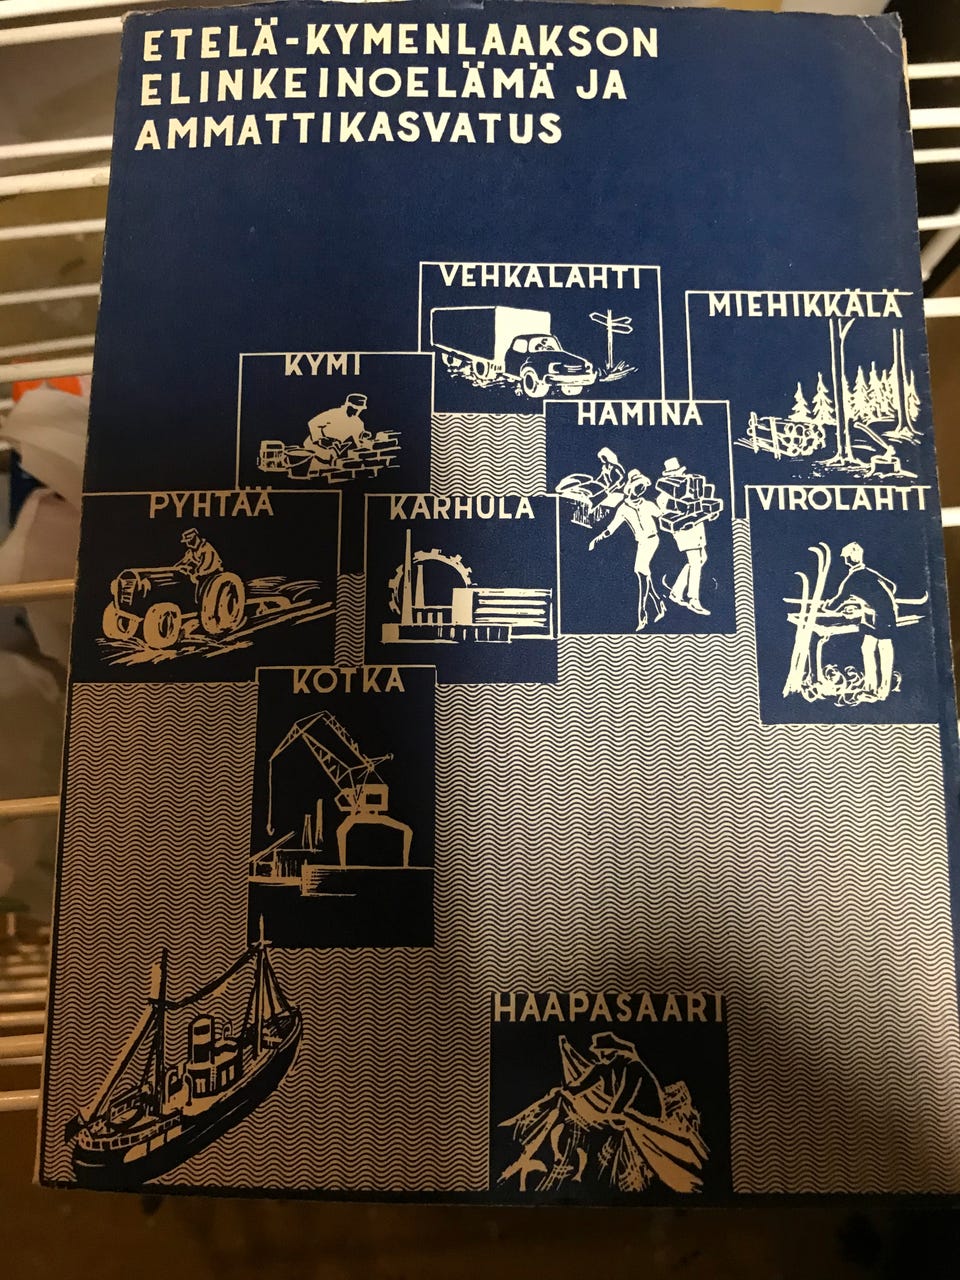 ETELÄ-KYMENLAAKSON
ELINKEINOELÄMÄ JA
AMMATTIKASVATUS
VEHKALAHTI
MIEHIKKÄLÄ
KYMI
HAMINA
PYHTÄÄ
KARHULA
VIROLAHTI
KOTKA
HAAPASAARI